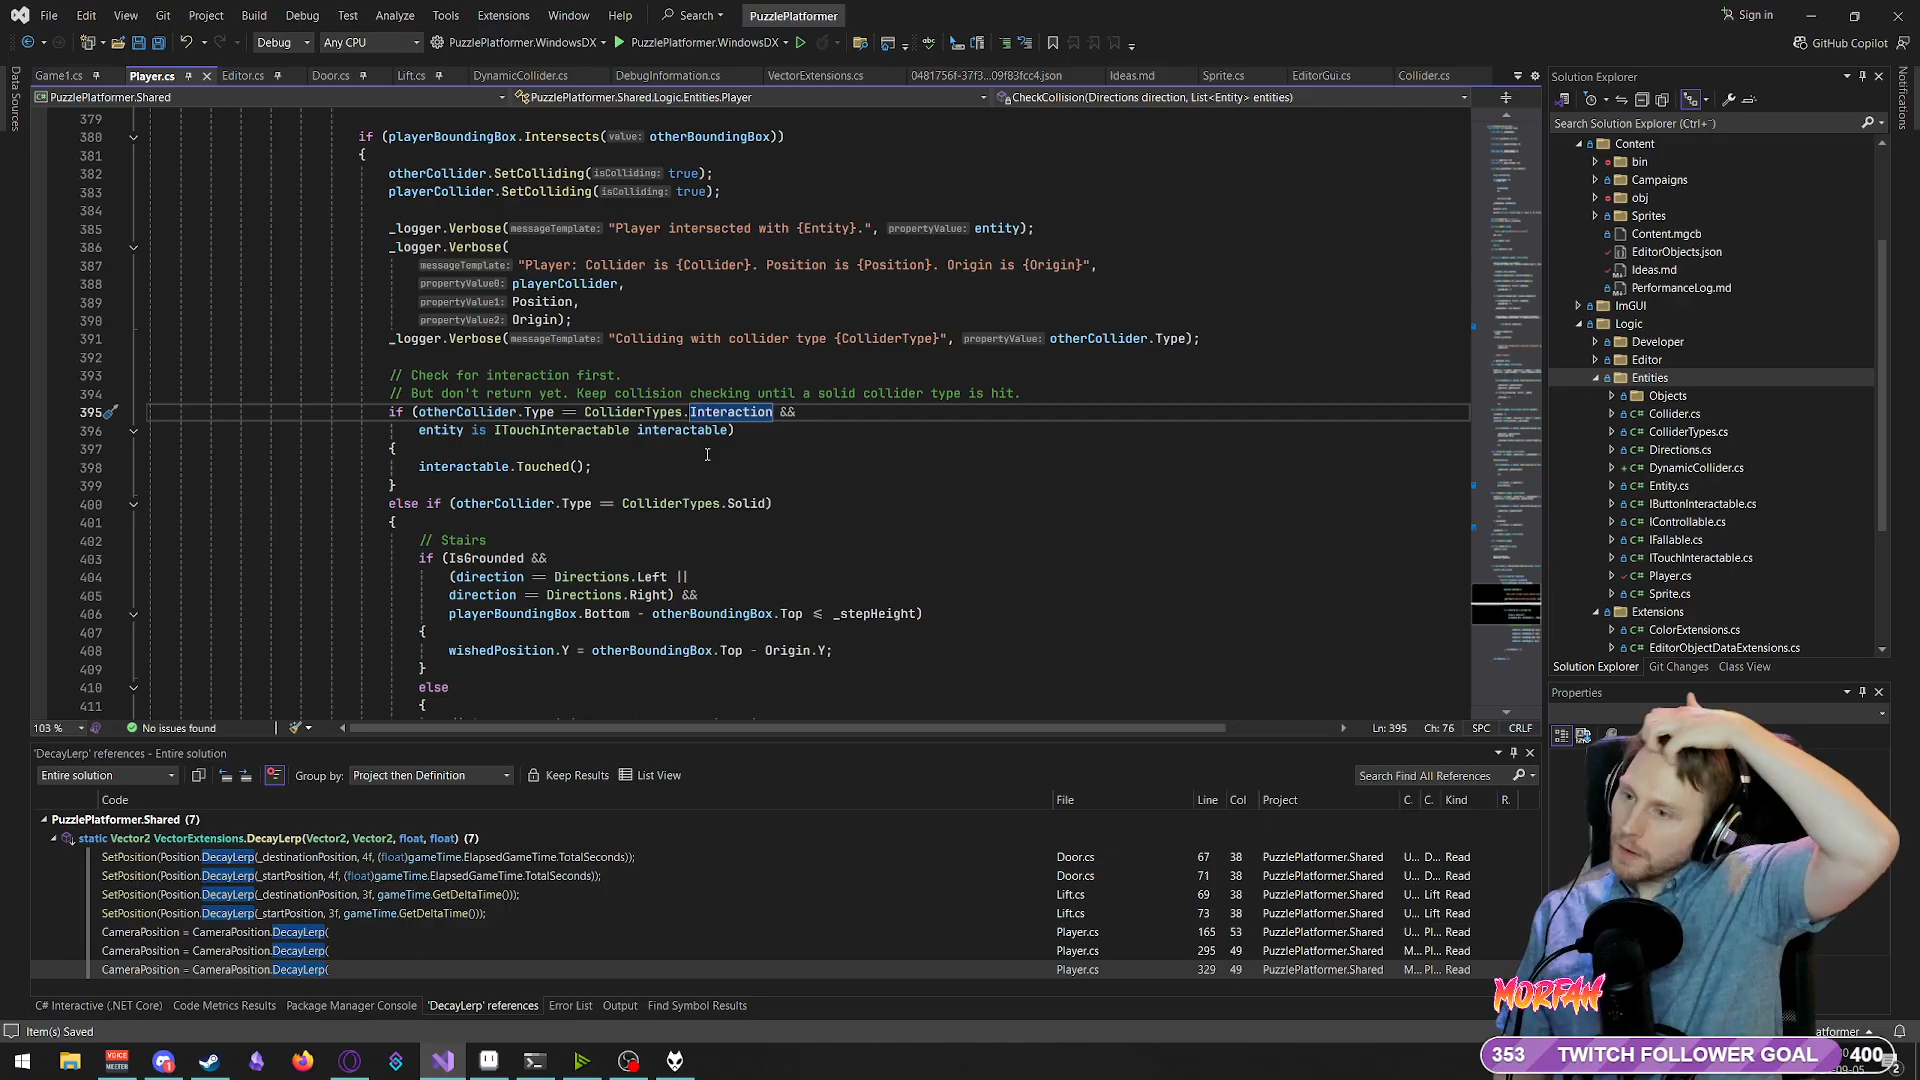 File Edit View Git Project Build Debug Test Analyze Tools Extensions Window Help Search PuzzlePlatformer Sign in
Debug Any CPU PuzzlePlatformer.WindowsDX PuzzlePlatformer.WindowsDX GitHub Copilot
Game1.cs Player.cs Editor.cs Door.cs Lift.cs DynamicCollider.cs DebugInformation.cs VectorExtensions.cs 0481756f-37f3...09f83fcc4.json Ideas.md Sprite.cs EditorGui.cs Collider.cs
PuzzlePlatformer.Shared PuzzlePlatformer.Shared.Logic.Entities.Player CheckCollision(Directions direction, List<Entity> entities)
Data Sources
Notifications
379
380 if (playerBoundingBox.Intersects(value: otherBoundingBox))
381 {
382 otherCollider.SetColliding(isColliding: true);
383 playerCollider.SetColliding(isColliding: true);
384
385 _logger.Verbose(messageTemplate: "Player intersected with {Entity}.", propertyValue: entity);
386 _logger.Verbose(
387 messageTemplate: "Player: Collider is {Collider}. Position is {Position}. Origin is {Origin}",
388 propertyValue0: playerCollider,
389 propertyValue1: Position,
390 propertyValue2: Origin);
391 _logger.Verbose(messageTemplate: "Colliding with collider type {ColliderType}", propertyValue: otherCollider.Type);
392
393 // Check for interaction first.
394 // But don't return yet. Keep collision checking until a solid collider type is hit.
395 if (otherCollider.Type == ColliderTypes.Interaction &&
396 entity is ITouchInteractable interactable)
397 {
398 interactable.Touched();
399 }
400 else if (otherCollider.Type == ColliderTypes.Solid)
401 {
402 // Stairs
403 if (IsGrounded &&
404 (direction == Directions.Left ||
405 direction == Directions.Right) &&
406 playerBoundingBox.Bottom - otherBoundingBox.Top <= _stepHeight)
407 {
408 wishedPosition.Y = otherBoundingBox.Top - Origin.Y;
409 }
410 else
411 {
103 % No issues found Ln: 395 Ch: 76 SPC CRLF
Solution Explorer
Search Solution Explorer (Ctrl+¨)
Content
bin
Campaigns
obj
Sprites
Content.mgcb
EditorObjects.json
Ideas.md
PerformanceLog.md
ImGUI
Logic
Developer
Editor
Entities
Objects
C# Collider.cs
C# ColliderTypes.cs
C# Directions.cs
C# DynamicCollider.cs
C# Entity.cs
C# IButtonInteractable.cs
C# IControllable.cs
C# IFallable.cs
C# ITouchInteractable.cs
C# Player.cs
C# Sprite.cs
Extensions
C# ColorExtensions.cs
C# EditorObjectDataExtensions.cs
Solution Explorer Git Changes Class View
Properties
'DecayLerp' references - Entire solution
Entire solution Group by: Project then Definition Keep Results List View Search Find All References
Code File Line Col Project C. C. Kind R.
PuzzlePlatformer.Shared (7)
static Vector2 VectorExtensions.DecayLerp(Vector2, Vector2, float, float) (7)
SetPosition(Position.DecayLerp(_destinationPosition, 4f, (float)gameTime.ElapsedGameTime.TotalSeconds)); Door.cs 67 38 PuzzlePlatformer.Shared U... D... Read
SetPosition(Position.DecayLerp(_startPosition, 4f, (float)gameTime.ElapsedGameTime.TotalSeconds)); Door.cs 71 38 PuzzlePlatformer.Shared U... D... Read
SetPosition(Position.DecayLerp(_destinationPosition, 3f, gameTime.GetDeltaTime())); Lift.cs 69 38 PuzzlePlatformer.Shared U... Lift Read
SetPosition(Position.DecayLerp(_startPosition, 3f, gameTime.GetDeltaTime())); Lift.cs 73 38 PuzzlePlatformer.Shared U... Lift Read
CameraPosition = CameraPosition.DecayLerp( Player.cs 165 53 PuzzlePlatformer.Shared U... Pl... Read
CameraPosition = CameraPosition.DecayLerp( Player.cs 295 49 PuzzlePlatformer.Shared M... Pl... Read
CameraPosition = CameraPosition.DecayLerp( Player.cs 329 49 PuzzlePlatformer.Shared M... Pl... Read
C# Interactive (.NET Core) Code Metrics Results Package Manager Console 'DecayLerp' references Error List Output Find Symbol Results
Item(s) Saved
MORFAH
353 TWITCH FOLLOWER GOAL 400
VOICE MEETER